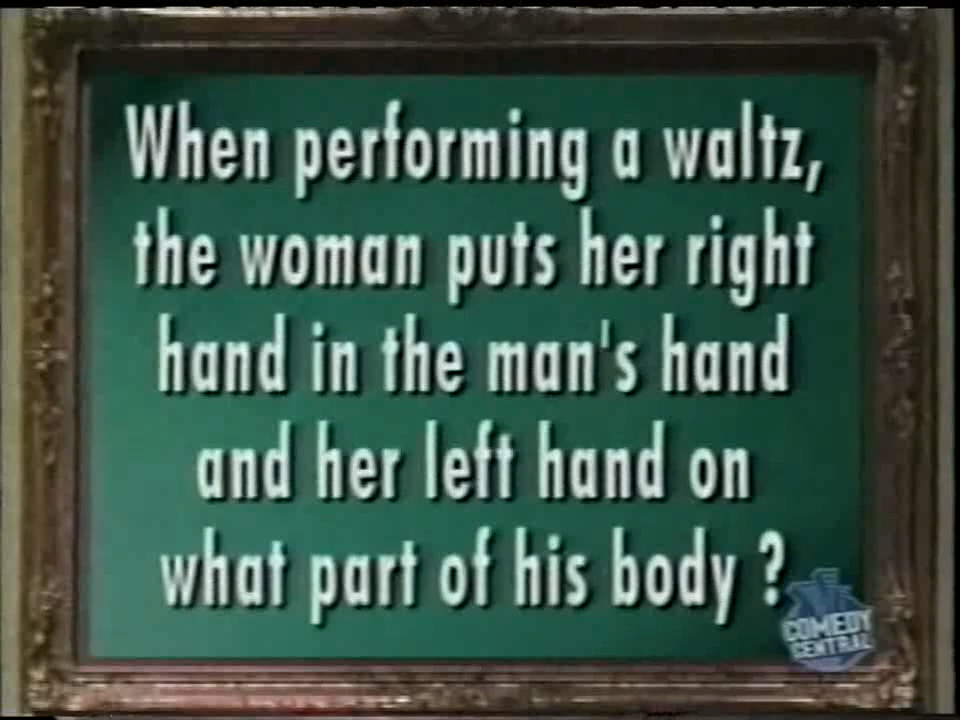 When performing a waltz,
the woman puts her right
hand in the man's hand
and her left hand on
what part of his body ?
COMEDY
CENTRAL